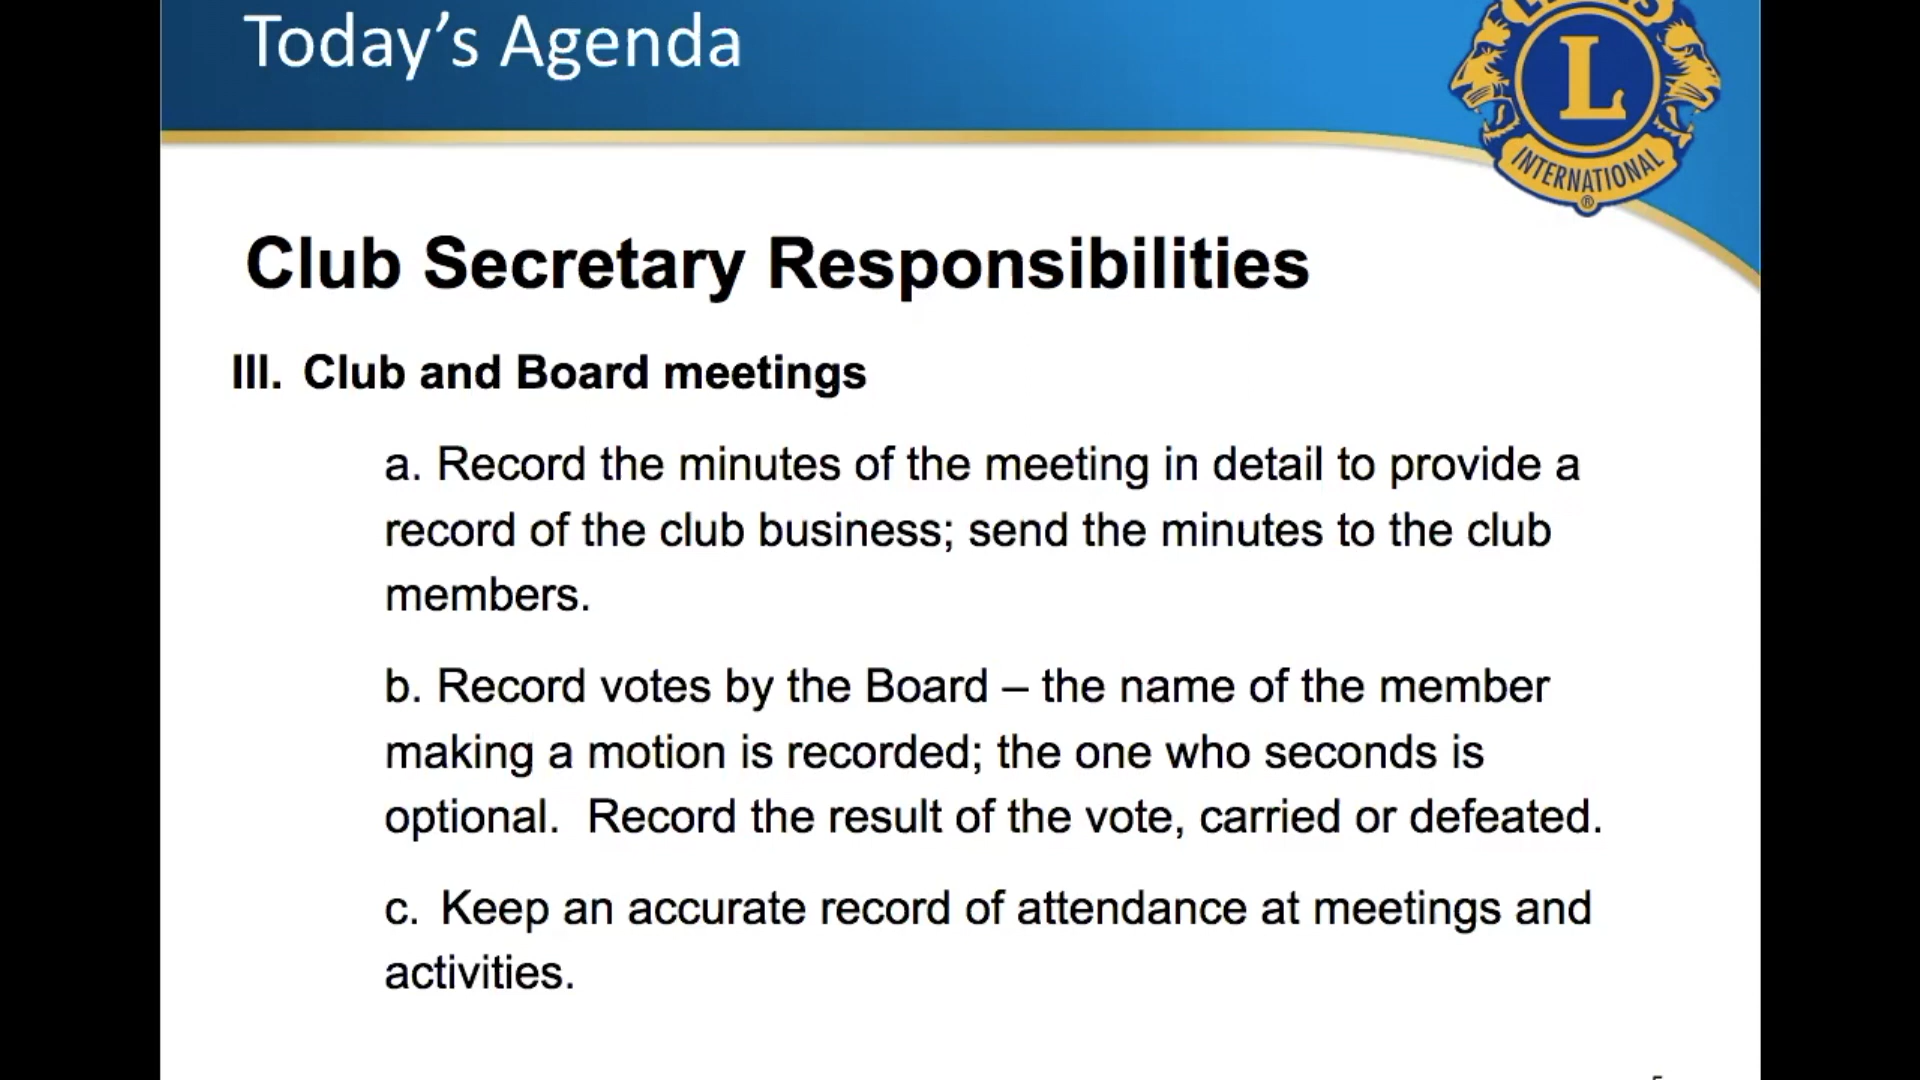 Today's Agenda
L
INTERNATIONAL
®
Club Secretary Responsibilities
III. Club and Board meetings
a. Record the minutes of the meeting in detail to provide a
record of the club business; send the minutes to the club
members.
b. Record votes by the Board – the name of the member
making a motion is recorded; the one who seconds is
optional.  Record the result of the vote, carried or defeated.
c.  Keep an accurate record of attendance at meetings and
activities.